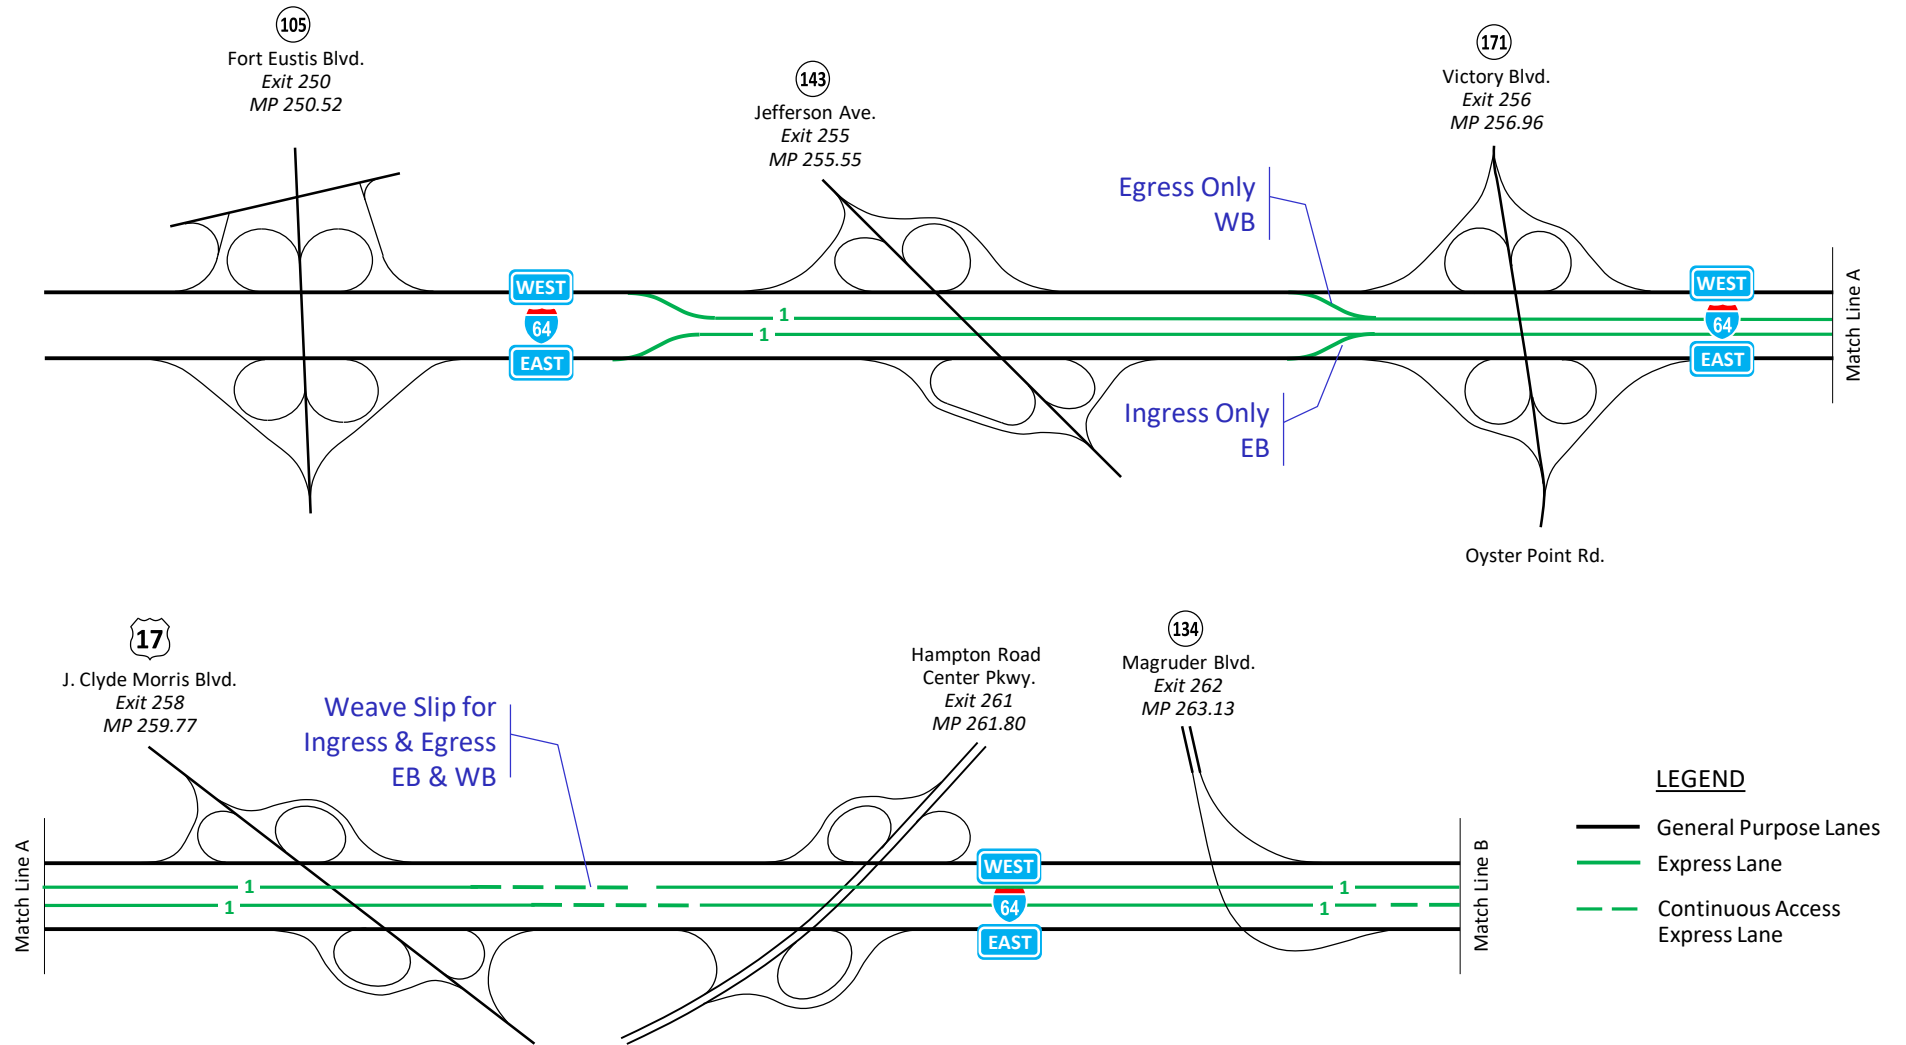 105
Fort Eustis Blvd.
Exit 250
MP 250.52
143
Jefferson Ave.
Exit 255
MP 255.55
171
Victory Blvd.
Exit 256
MP 256.96
Egress Only
WB
WEST
64
EAST
1
1
Ingress Only
EB
WEST
64
EAST
Match Line A
Oyster Point Rd.
17
J. Clyde Morris Blvd.
Exit 258
MP 259.77
Weave Slip for
Ingress & Egress
EB & WB
Hampton Road
Center Pkwy.
Exit 261
MP 261.80
134
Magruder Blvd.
Exit 262
MP 263.13
Match Line A
1
1
WEST
64
EAST
1
1
Match Line B
LEGEND
General Purpose Lanes
Express Lane
Continuous Access
Express Lane